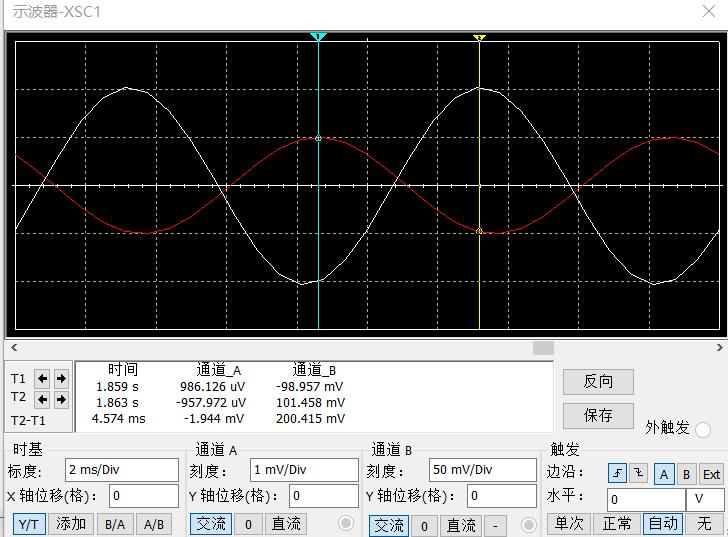 示波器-XSC1
1
2
时间 通道_A 通道_B
T1 1.859 s 986.126 uV -98.957 mV
T2 1.863 s -957.972 uV 101.458 mV
T2-T1 4.574 ms -1.944 mV 200.415 mV
反向
保存
外触发
时基 通道 A 通道 B 触发
标度： 2 ms/Div 刻度： 1 mV/Div 刻度： 50 mV/Div 边沿： A B Ext
X 轴位移(格)： 0 Y 轴位移(格)： 0 Y 轴位移(格)： 0 水平： 0 V
Y/T 添加 B/A A/B 交流 0 直流 交流 0 直流 - 单次 正常 自动 无